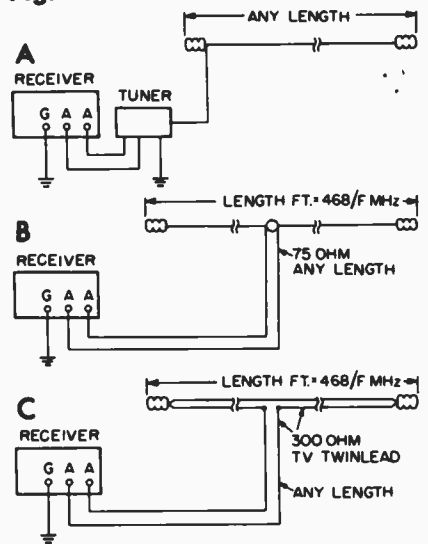 ANY LENGTH
A
RECEIVER
TUNER
G A A
LENGTH FT.=468/F MHz
B
RECEIVER
75 OHM
ANY LENGTH
G A A
LENGTH FT.=468/F MHz
C
RECEIVER
300 OHM
TV TWINLEAD
G A A
ANY LENGTH